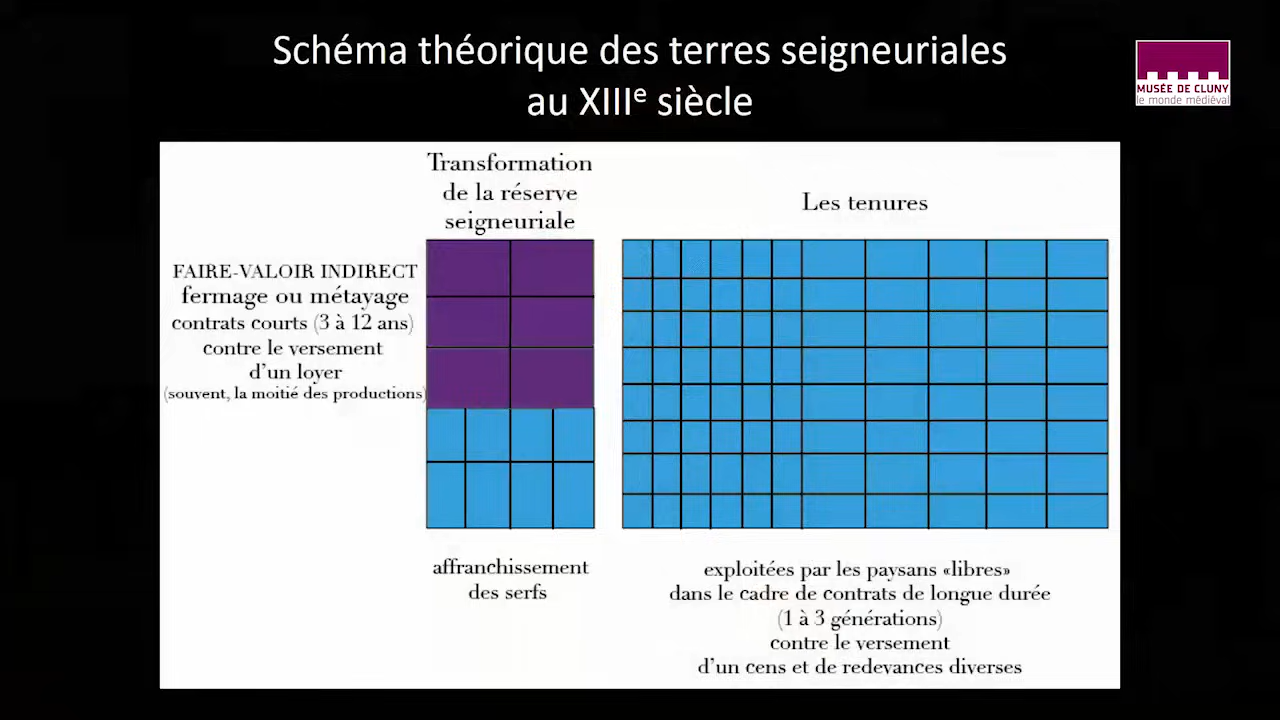 Schéma théorique des terres seigneuriales
au XIIIe siècle
MUSÉE DE CLUNY
le monde médiéval
Transformation
de la réserve
seigneuriale
Les tenures
FAIRE-VALOIR INDIRECT
fermage ou métayage
contrats courts (3 à 12 ans)
contre le versement
d'un loyer
(souvent, la moitié des productions)
affranchissement
des serfs
exploitées par les paysans «libres»
dans le cadre de contrats de longue durée
(1 à 3 générations)
contre le versement
d'un cens et de redevances diverses